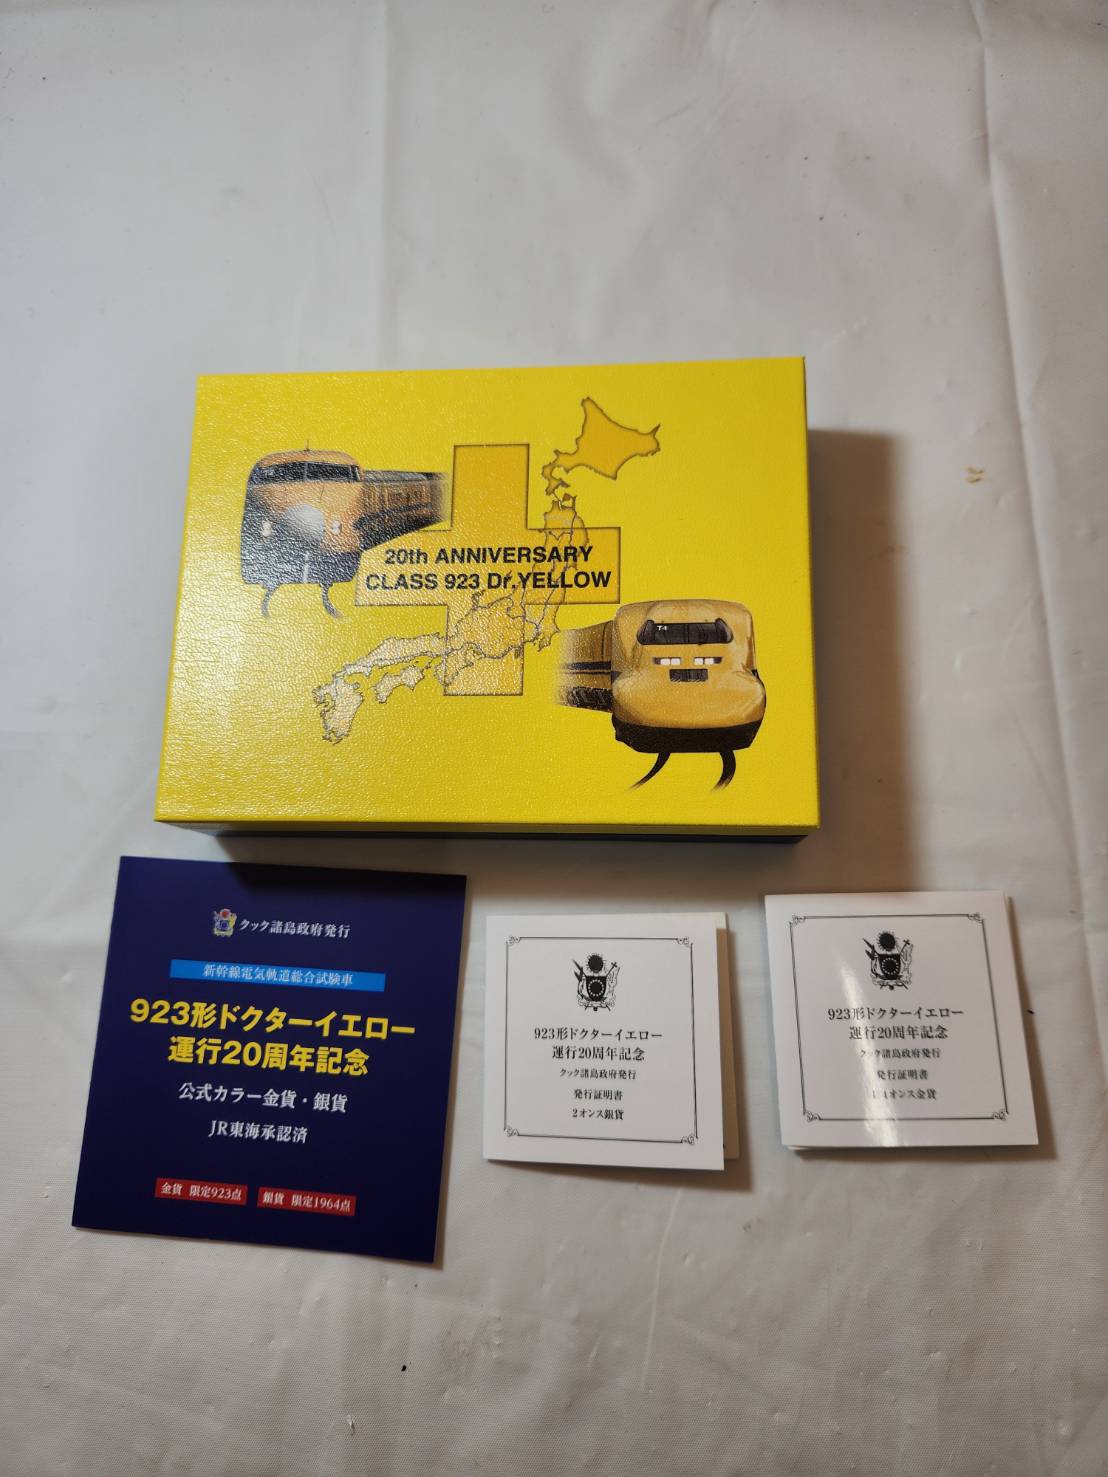 20th ANNIVERSARY
CLASS 923 Dr.YELLOW
T4
クック諸島政府発行
新幹線電気軌道総合試験車
923形ドクターイエロー
運行20周年記念
公式カラー金貨・銀貨
JR東海承認済
金貨 限定923点
銀貨 限定1964点
923形ドクターイエロー
運行20周年記念
クック諸島政府発行
発行証明書
2オンス銀貨
923形ドクターイエロー
運行20周年記念
クック諸島政府発行
発行証明書
1/4オンス金貨